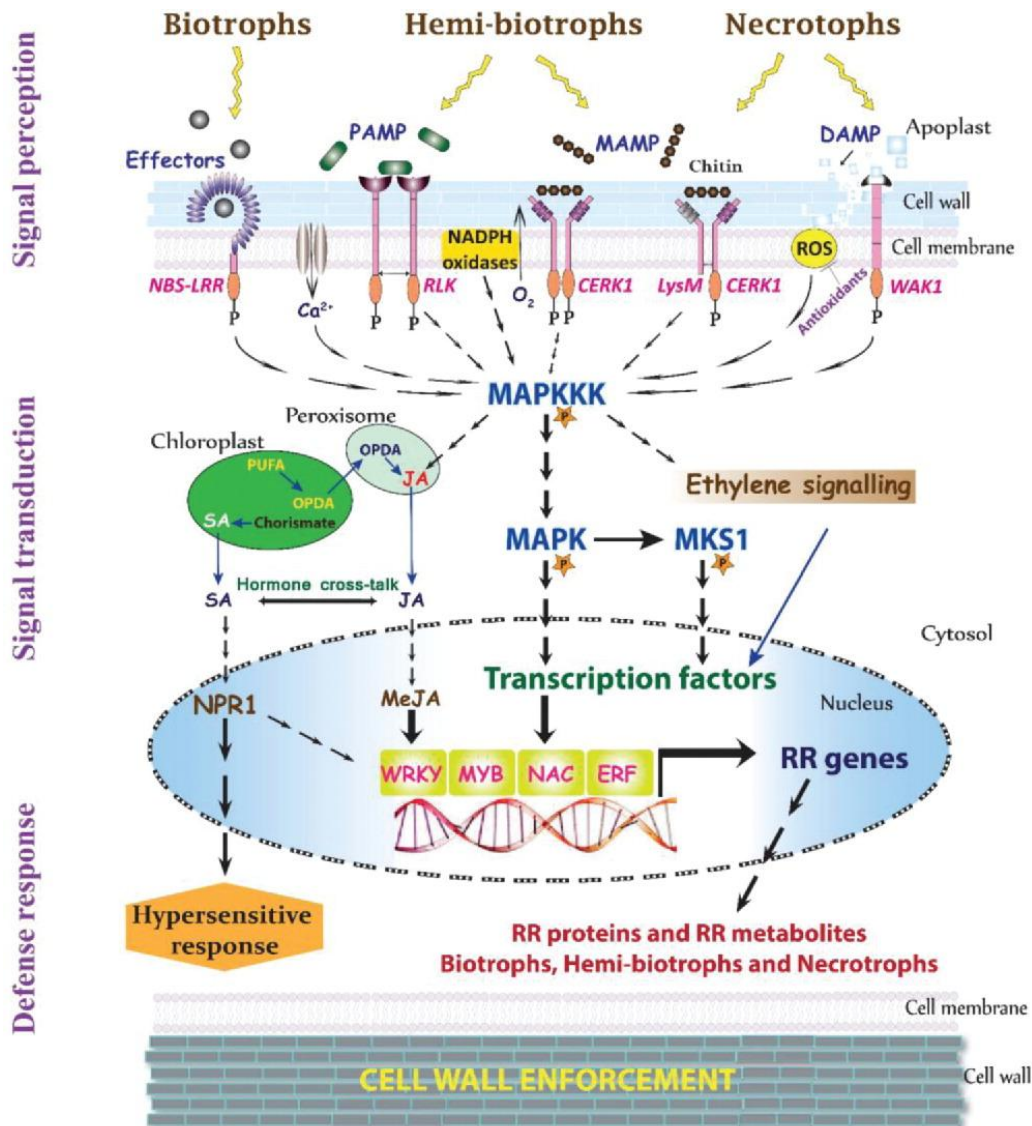 Biotrophs
Hemi-biotrophs
Necrotophs
Signal perception
Effectors
PAMP
MAMP
Chitin
DAMP
Apoplast
Cell wall
Cell membrane
NADPH
oxidases
O2
ROS
Antioxidants
NBS-LRR
Ca2+
RLK
CERK1
LysM
CERK1
WAK1
P
P
P
P
P
P
P
MAPKKK
P
Signal transduction
Peroxisome
Chloroplast
OPDA
JA
PUFA
OPDA
SA
Chorismate
Ethylene signalling
MAPK
P
MKS1
P
Hormone cross-talk
SA
JA
Cytosol
Transcription factors
Nucleus
NPR1
MeJA
WRKY
MYB
NAC
ERF
RR genes
Defense response
Hypersensitive
response
RR proteins and RR metabolites
Biotrophs, Hemi-biotrophs and Necrotrophs
Cell membrane
CELL WALL ENFORCEMENT
Cell wall